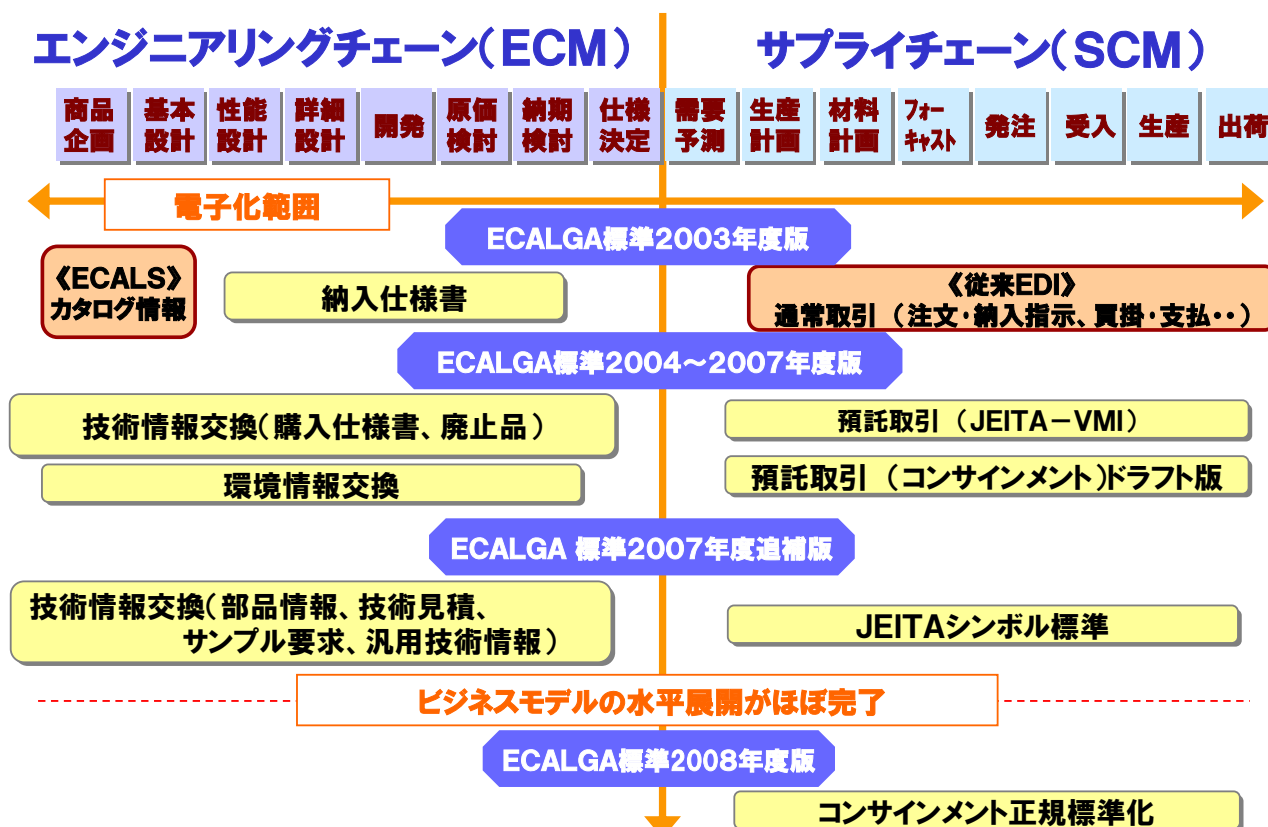 エンジニアリングチェーン(ECM)
サプライチェーン(SCM)
商品
企画
基本
設計
性能
設計
詳細
設計
開発
原価
検討
納期
検討
仕様
決定
需要
予測
生産
計画
材料
計画
フォー
キャスト
発注
受入
生産
出荷
電子化範囲
ECALGA標準2003年度版
《ECALS》
カタログ情報
納入仕様書
《従来EDI》
通常取引(注文・納入指示、買掛・支払・・)
ECALGA標準2004～2007年度版
技術情報交換(購入仕様書、廃止品)
預託取引(JEITA－VMI)
環境情報交換
預託取引(コンサインメント)ドラフト版
ECALGA 標準2007年度追補版
技術情報交換(部品情報、技術見積、
サンプル要求、汎用技術情報)
JEITAシンボル標準
ビジネスモデルの水平展開がほぼ完了
ECALGA標準2008年度版
コンサインメント正規標準化